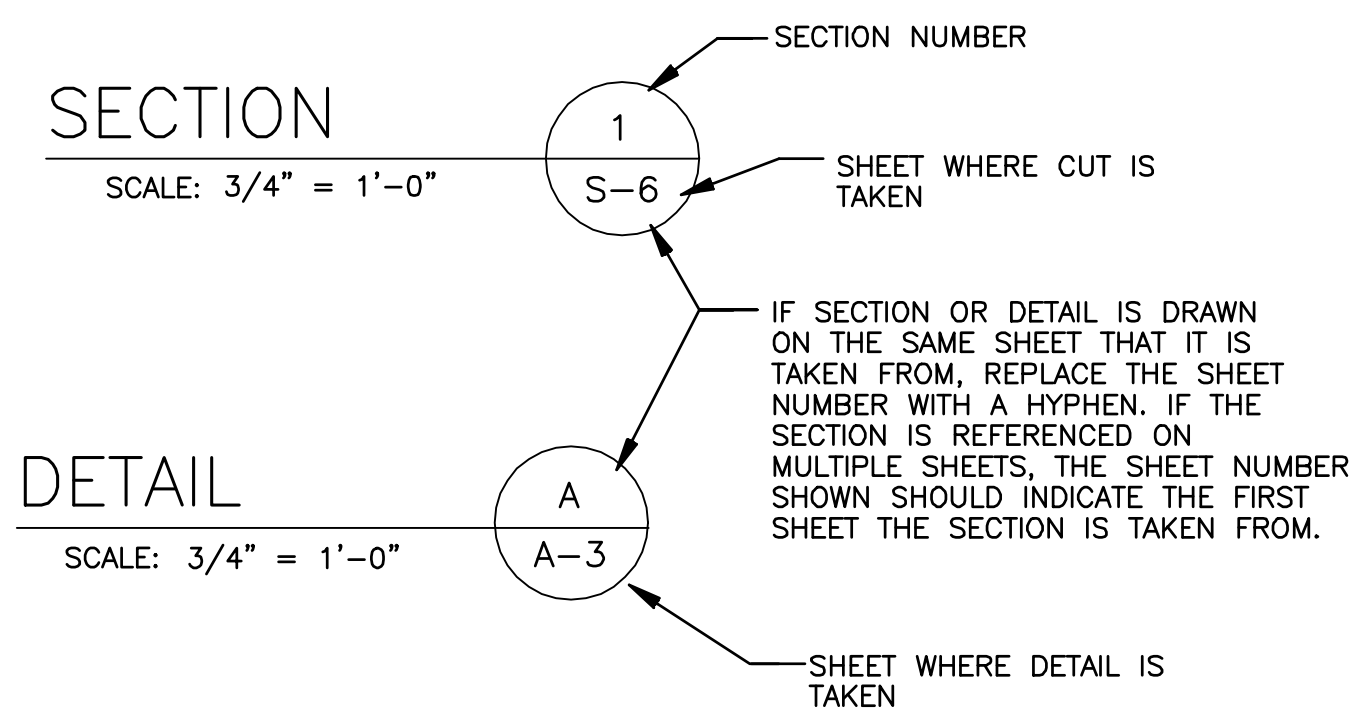 SECTION NUMBER
SECTION
1
SCALE: 3/4" = 1'-0"
S-6
SHEET WHERE CUT IS
TAKEN
IF SECTION OR DETAIL IS DRAWN
ON THE SAME SHEET THAT IT IS
TAKEN FROM, REPLACE THE SHEET
NUMBER WITH A HYPHEN. IF THE
SECTION IS REFERENCED ON
MULTIPLE SHEETS, THE SHEET NUMBER
SHOWN SHOULD INDICATE THE FIRST
SHEET THE SECTION IS TAKEN FROM.
DETAIL
A
SCALE: 3/4" = 1'-0"
A-3
SHEET WHERE DETAIL IS
TAKEN